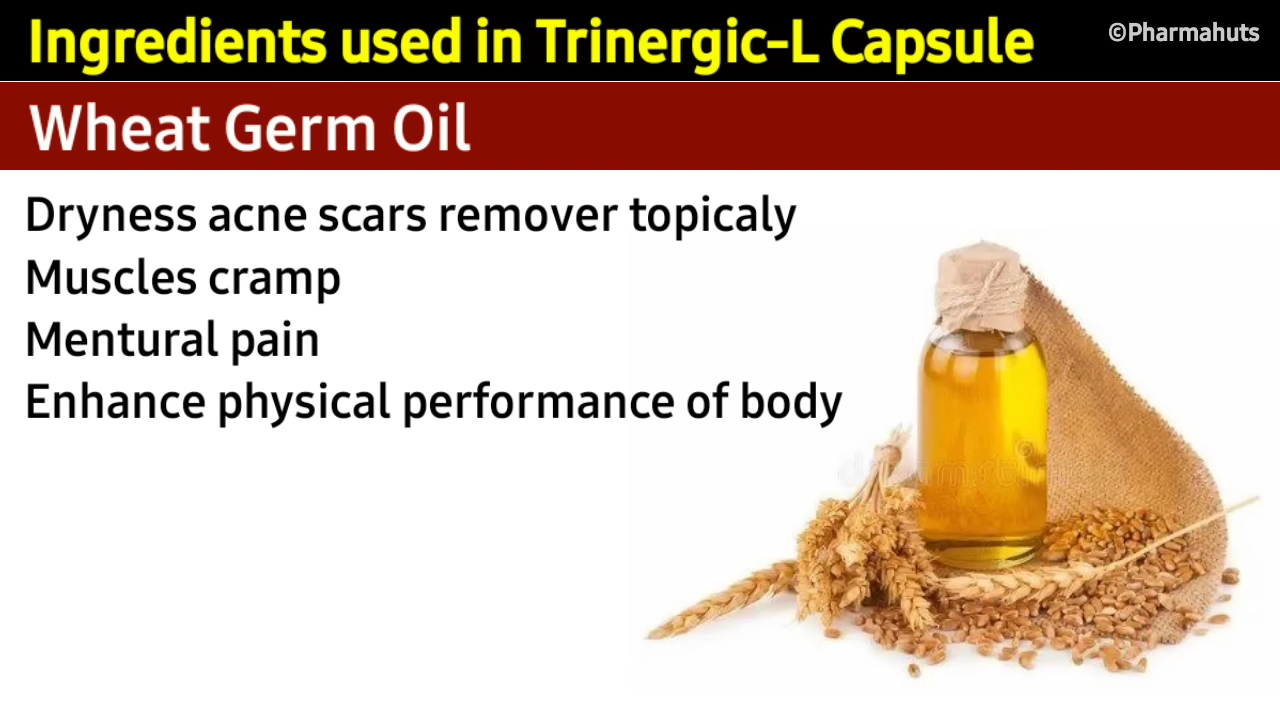 Ingredients used in Trinergic-L Capsule
©Pharmahuts
Wheat Germ Oil
Dryness acne scars remover topicaly
Muscles cramp
Mentural pain
Enhance physical performance of body